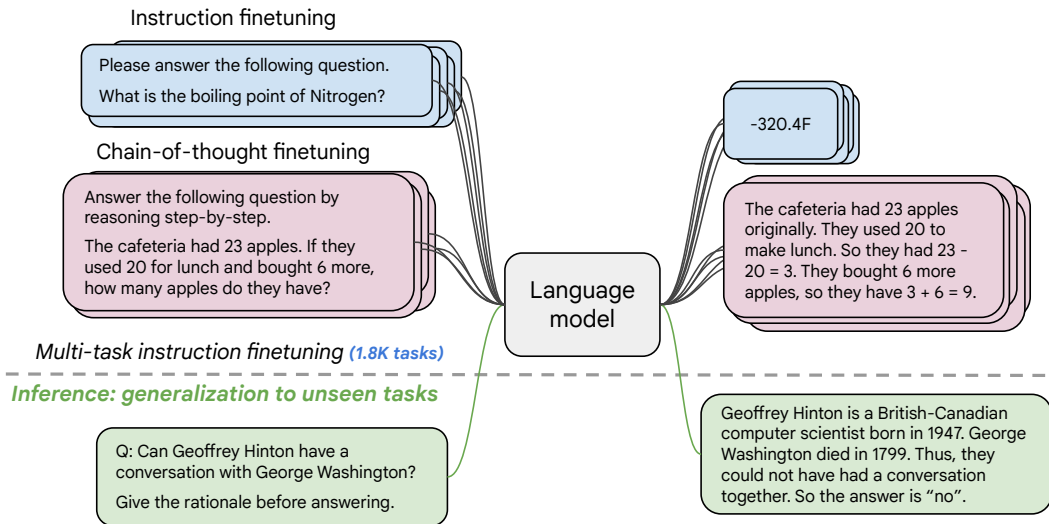 Instruction finetuning
Please answer the following question.
What is the boiling point of Nitrogen?
-320.4F
Chain-of-thought finetuning
Answer the following question by
reasoning step-by-step.
The cafeteria had 23 apples. If they
used 20 for lunch and bought 6 more,
how many apples do they have?
Language
model
The cafeteria had 23 apples
originally. They used 20 to
make lunch. So they had 23 -
20 = 3. They bought 6 more
apples, so they have 3 + 6 = 9.
Multi-task instruction finetuning (1.8K tasks)
Inference: generalization to unseen tasks
Q: Can Geoffrey Hinton have a
conversation with George Washington?
Give the rationale before answering.
Geoffrey Hinton is a British-Canadian
computer scientist born in 1947. George
Washington died in 1799. Thus, they
could not have had a conversation
together. So the answer is “no”.